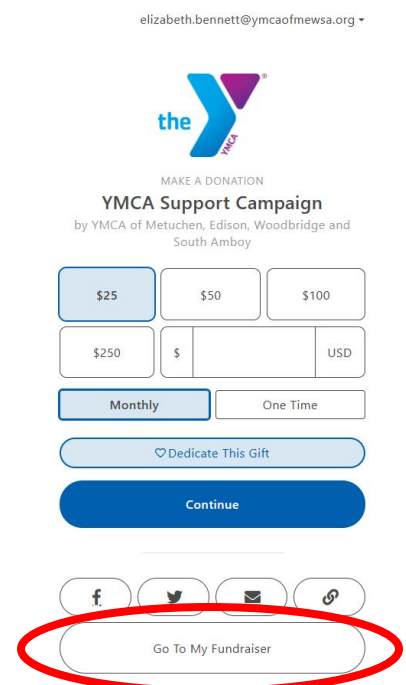 elizabeth.bennett@ymcaofmewsa.org
the
YMCA
®
MAKE A DONATION
YMCA Support Campaign
by YMCA of Metuchen, Edison, Woodbridge and
South Amboy
$25 $50 $100
$250 $ USD
Monthly One Time
Dedicate This Gift
Continue
Go To My Fundraiser